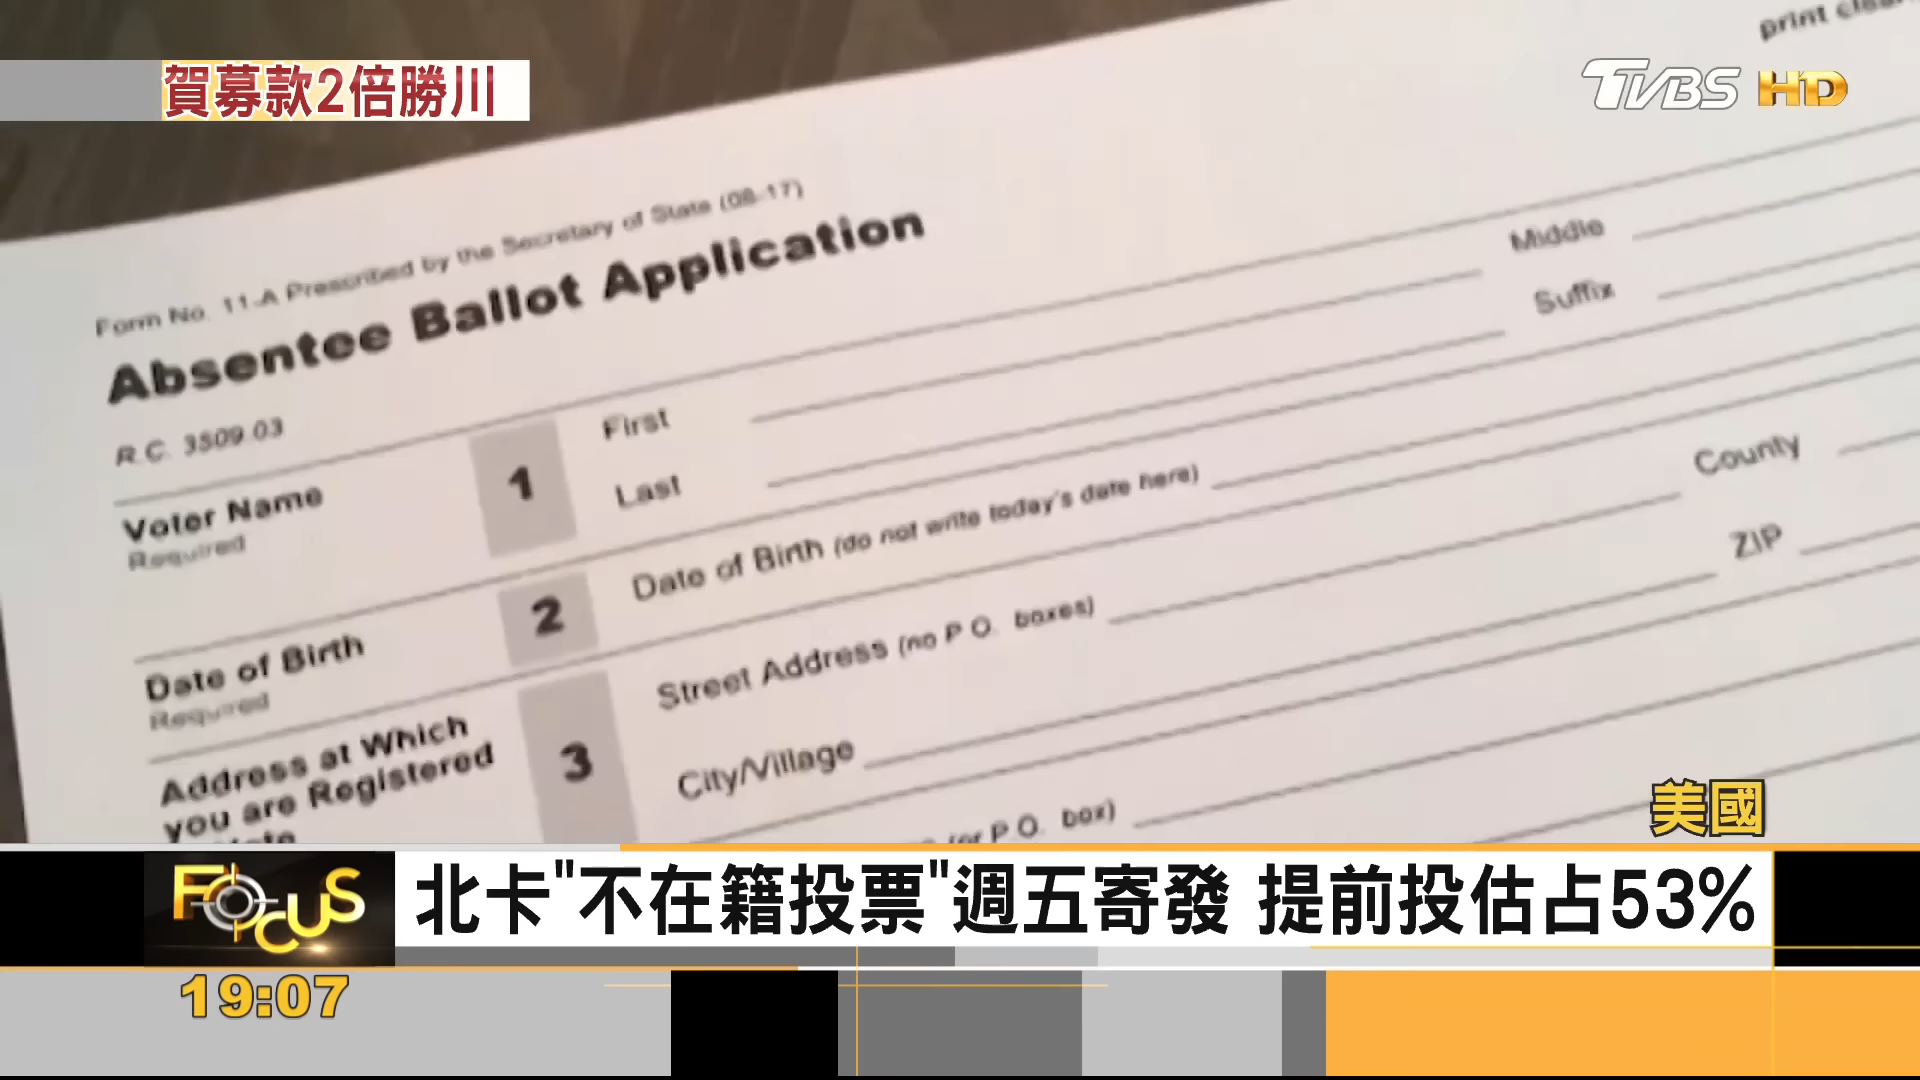 賀募款2倍勝川
TVBS HD
print
Form No. 11-A Prescribed by the Secretary of State (08-17)
Absentee Ballot Application
R.C. 3509.03
Voter Name
Required
1
First
Middle
Last
Suffix
Date of Birth
Required
2
Date of Birth (do not write today's date here)
Address at Which
you are Registered
3
Street Address (no P.O. boxes)
County
City/Village
ZIP
(or P.O. box)
美國
FOCUS
北卡"不在籍投票"週五寄發 提前投估占53%
19:07